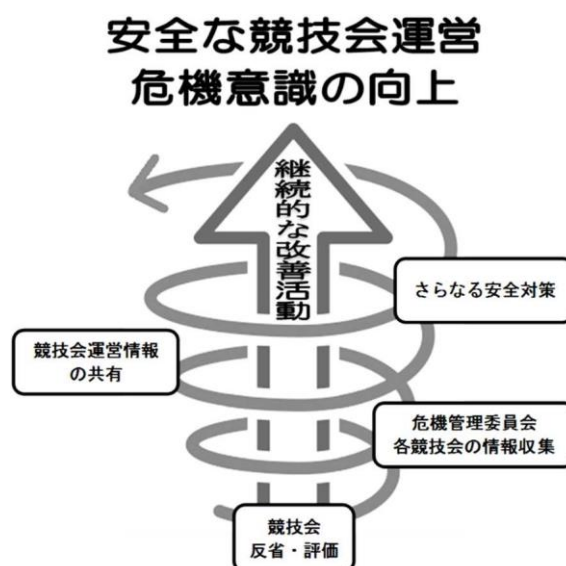 安全な競技会運営
危機意識の向上
継続的な改善活動
さらなる安全対策
競技会運営情報
の共有
危機管理委員会
各競技会の情報収集
競技会
反省・評価